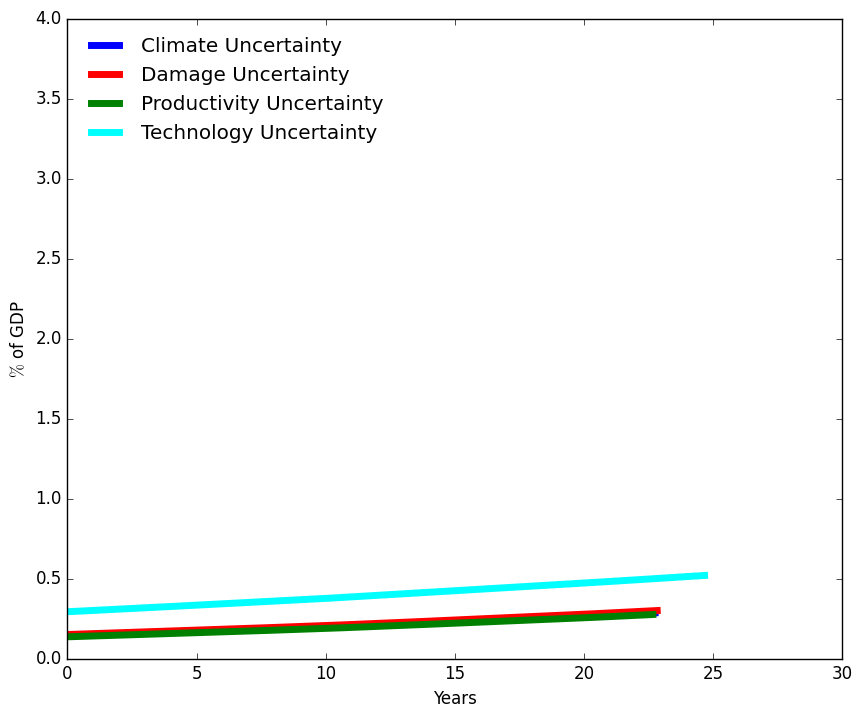 4.0
3.5
3.0
2.5
2.0
1.5
1.0
0.5
0.0
% of GDP
Climate Uncertainty
Damage Uncertainty
Productivity Uncertainty
Technology Uncertainty
0 5 10 15 20 25 30
Years